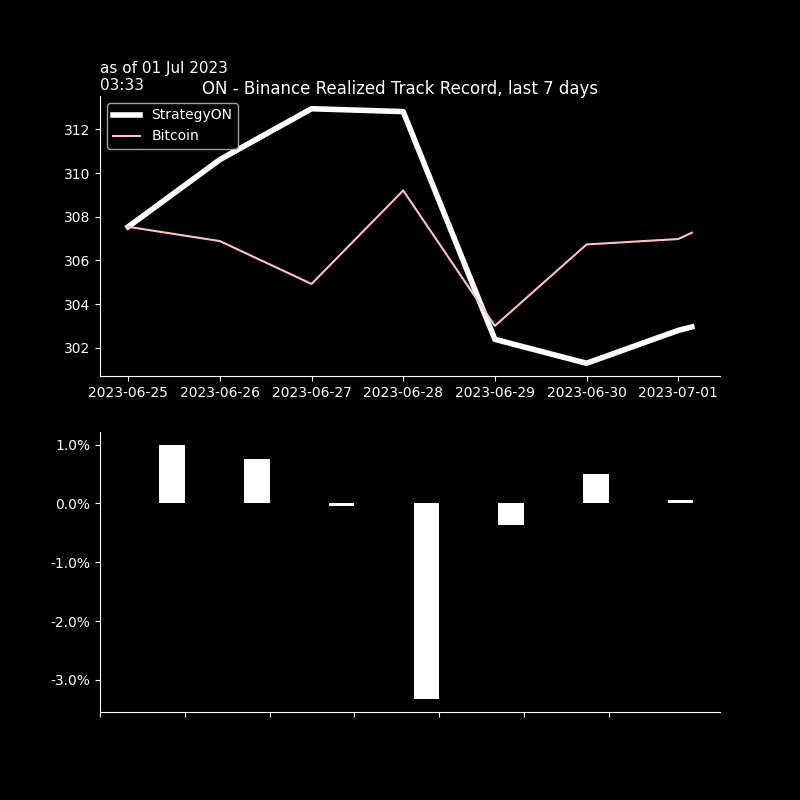 as of 01 Jul 2023
03:33
ON - Binance Realized Track Record, last 7 days
StrategyON
Bitcoin
312
310
308
306
304
302
2023-06-25 2023-06-26 2023-06-27 2023-06-28 2023-06-29 2023-06-30 2023-07-01
1.0%
0.0%
-1.0%
-2.0%
-3.0%